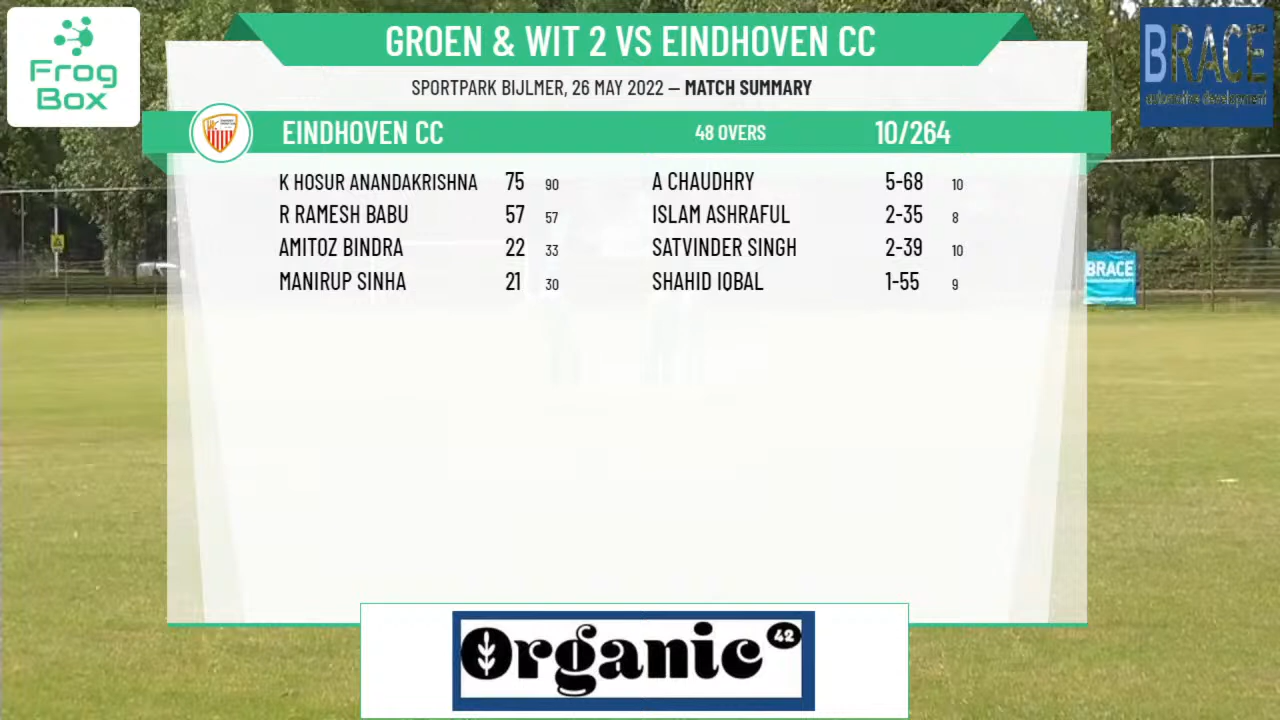 Frog
Box
GROEN & WIT 2 VS EINDHOVEN CC
BRACE
automotive development
SPORTPARK BIJLMER, 26 MAY 2022 – MATCH SUMMARY
EINDHOVEN CC 48 OVERS 10/264
K HOSUR ANANDAKRISHNA 75 90 A CHAUDHRY 5-68 10
R RAMESH BABU 57 57 ISLAM ASHRAFUL 2-35 8
AMITOZ BINDRA 22 33 SATVINDER SINGH 2-39 10
MANIRUP SINHA 21 30 SHAHID IQBAL 1-55 9
BRACE
Organic 42